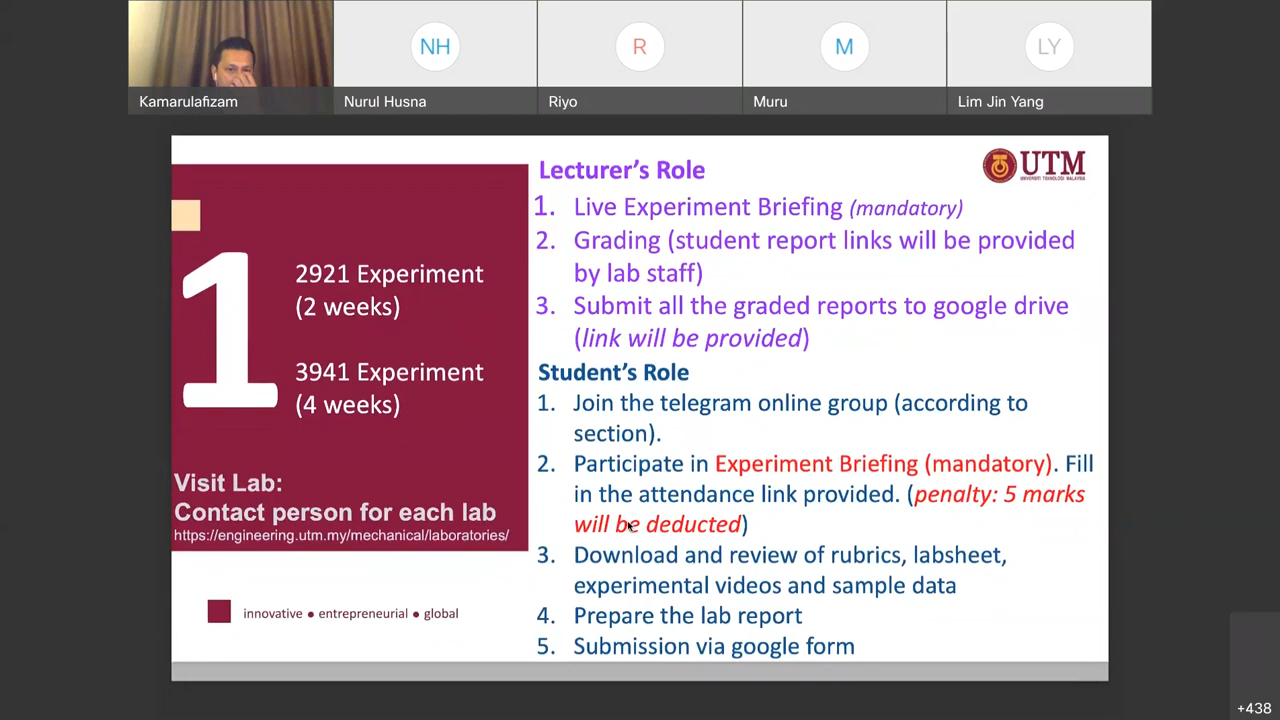 NH
R
M
LY
Kamarulafizam
Nurul Husna
Riyo
Muru
Lim Jin Yang
UTM
UNIVERSITI TEKNOLOGI MALAYSIA
1
2921 Experiment
(2 weeks)
3941 Experiment
(4 weeks)
Visit Lab:
Contact person for each lab
https://engineering.utm.my/mechanical/laboratories/
innovative ● entrepreneurial ● global
Lecturer’s Role
1. Live Experiment Briefing (mandatory)
2. Grading (student report links will be provided
by lab staff)
3. Submit all the graded reports to google drive
(link will be provided)
Student’s Role
1. Join the telegram online group (according to
section).
2. Participate in Experiment Briefing (mandatory). Fill
in the attendance link provided. (penalty: 5 marks
will be deducted)
3. Download and review of rubrics, labsheet,
experimental videos and sample data
4. Prepare the lab report
5. Submission via google form
+438